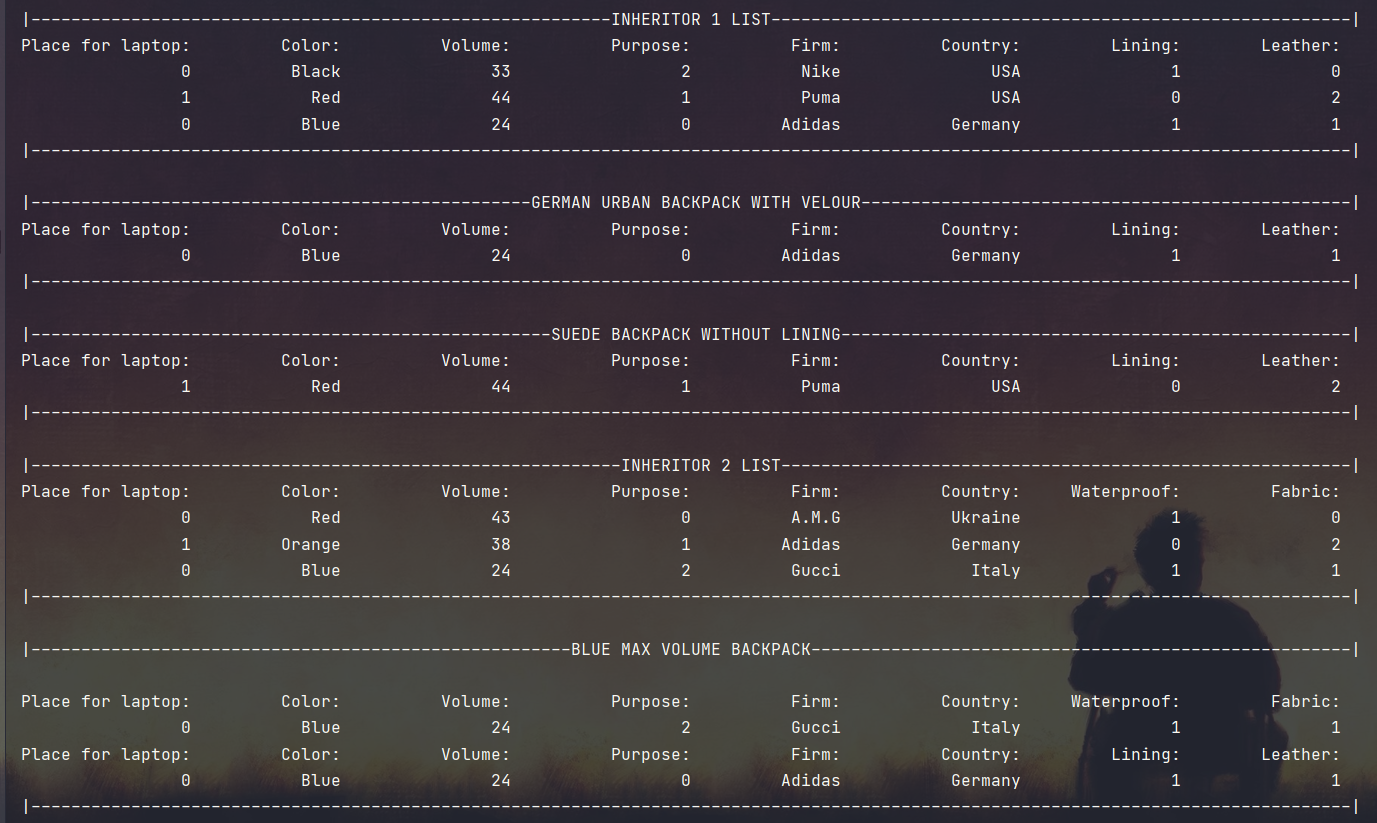 |----------------------------------------------------------INHERITOR 1 LIST----------------------------------------------------------|
Place for laptop:         Color:          Volume:          Purpose:          Firm:          Country:         Lining:        Leather:
                0          Black               33                 2           Nike               USA               1               0
                1            Red               44                 1           Puma               USA               0               2
                0           Blue               24                 0         Adidas           Germany               1               1
|------------------------------------------------------------------------------------------------------------------------------------|
|--------------------------------------------------GERMAN URBAN BACKPACK WITH VELOUR-------------------------------------------------|
Place for laptop:         Color:          Volume:          Purpose:          Firm:          Country:         Lining:        Leather:
                0           Blue               24                 0         Adidas           Germany               1               1
|------------------------------------------------------------------------------------------------------------------------------------|
|----------------------------------------------------SUEDE BACKPACK WITHOUT LINING---------------------------------------------------|
Place for laptop:         Color:          Volume:          Purpose:          Firm:          Country:         Lining:        Leather:
                1            Red               44                 1           Puma               USA               0               2
|------------------------------------------------------------------------------------------------------------------------------------|
|-----------------------------------------------------------INHERITOR 2 LIST---------------------------------------------------------|
Place for laptop:         Color:          Volume:          Purpose:          Firm:          Country:     Waterproof:         Fabric:
                0            Red               43                 0          A.M.G           Ukraine               1               0
                1         Orange               38                 1         Adidas           Germany               0               2
                0           Blue               24                 2          Gucci             Italy               1               1
|------------------------------------------------------------------------------------------------------------------------------------|
|------------------------------------------------------BLUE MAX VOLUME BACKPACK------------------------------------------------------|
Place for laptop:         Color:          Volume:          Purpose:          Firm:          Country:     Waterproof:         Fabric:
                0           Blue               24                 2          Gucci             Italy               1               1
Place for laptop:         Color:          Volume:          Purpose:          Firm:          Country:         Lining:        Leather:
                0           Blue               24                 0         Adidas           Germany               1               1
|------------------------------------------------------------------------------------------------------------------------------------|